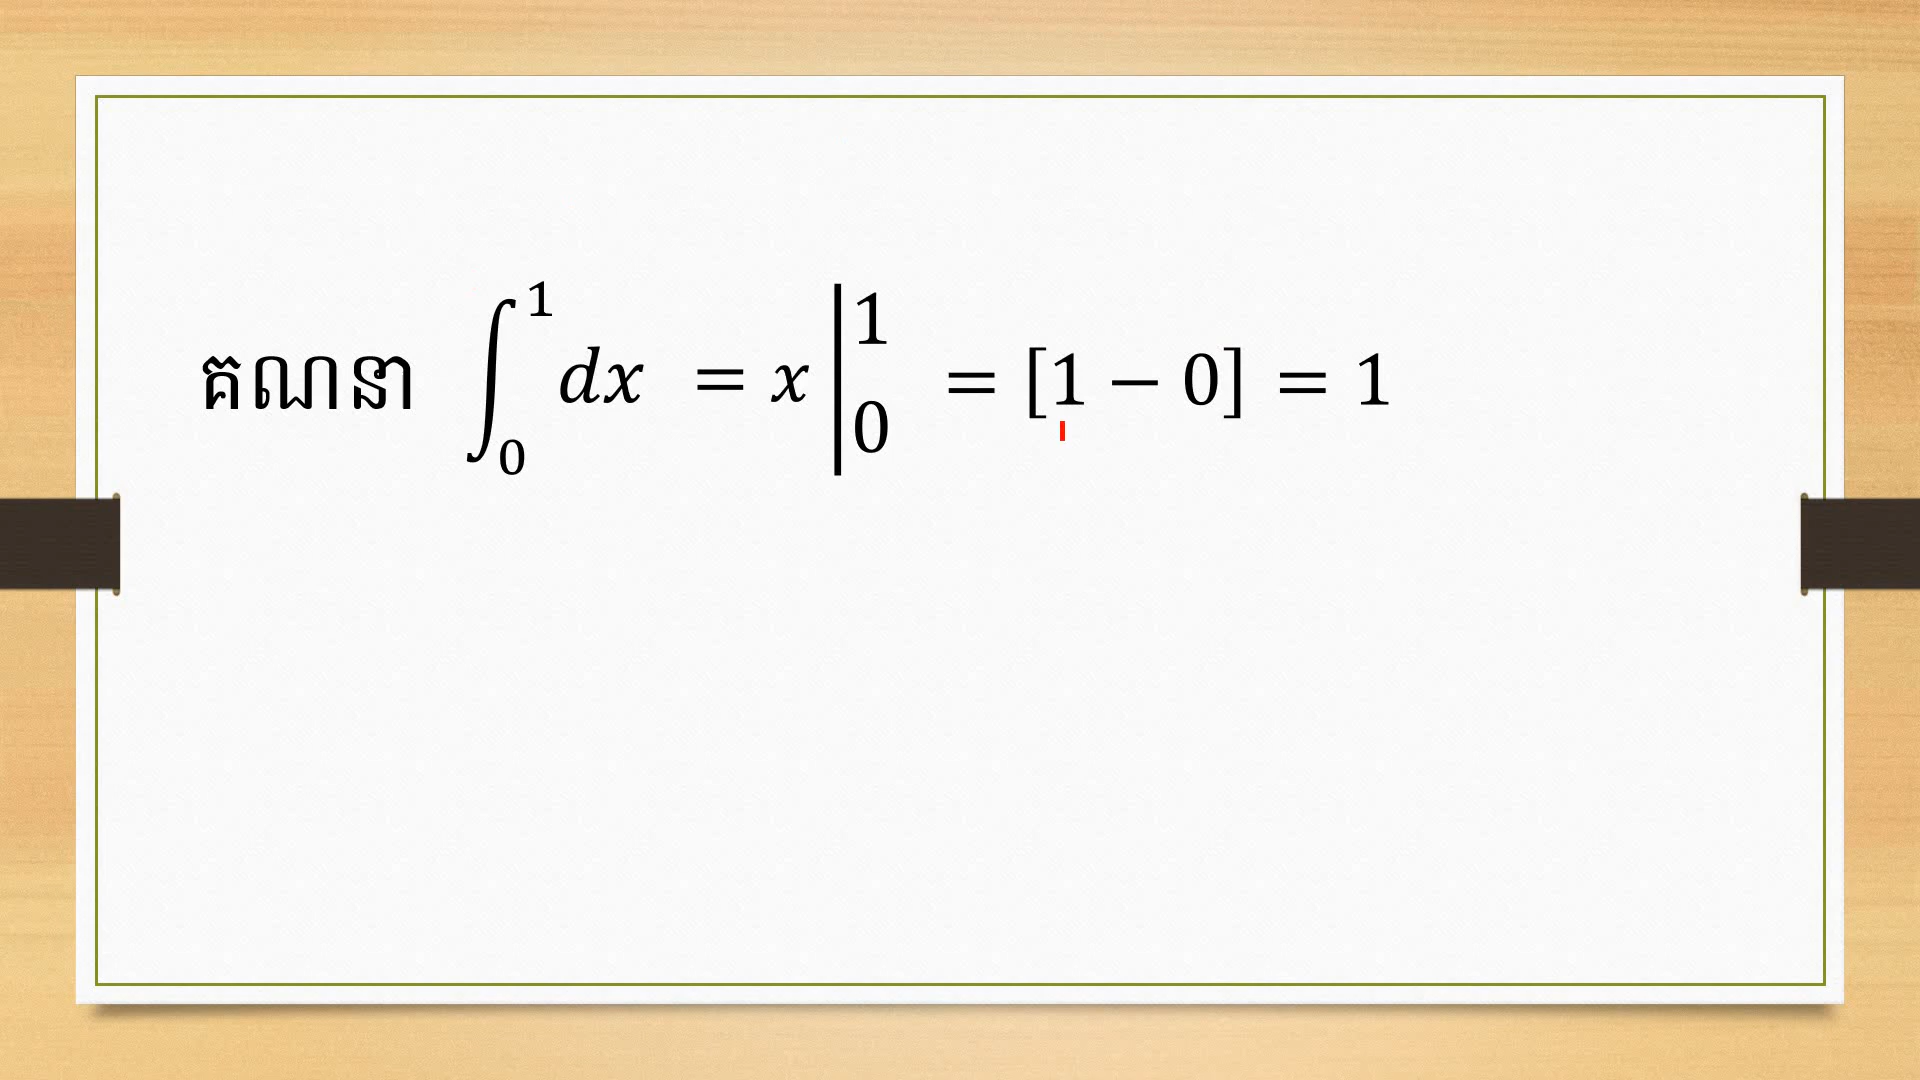 គណនា ∫₀¹ dx = x |₀¹ = [1 − 0] = 1